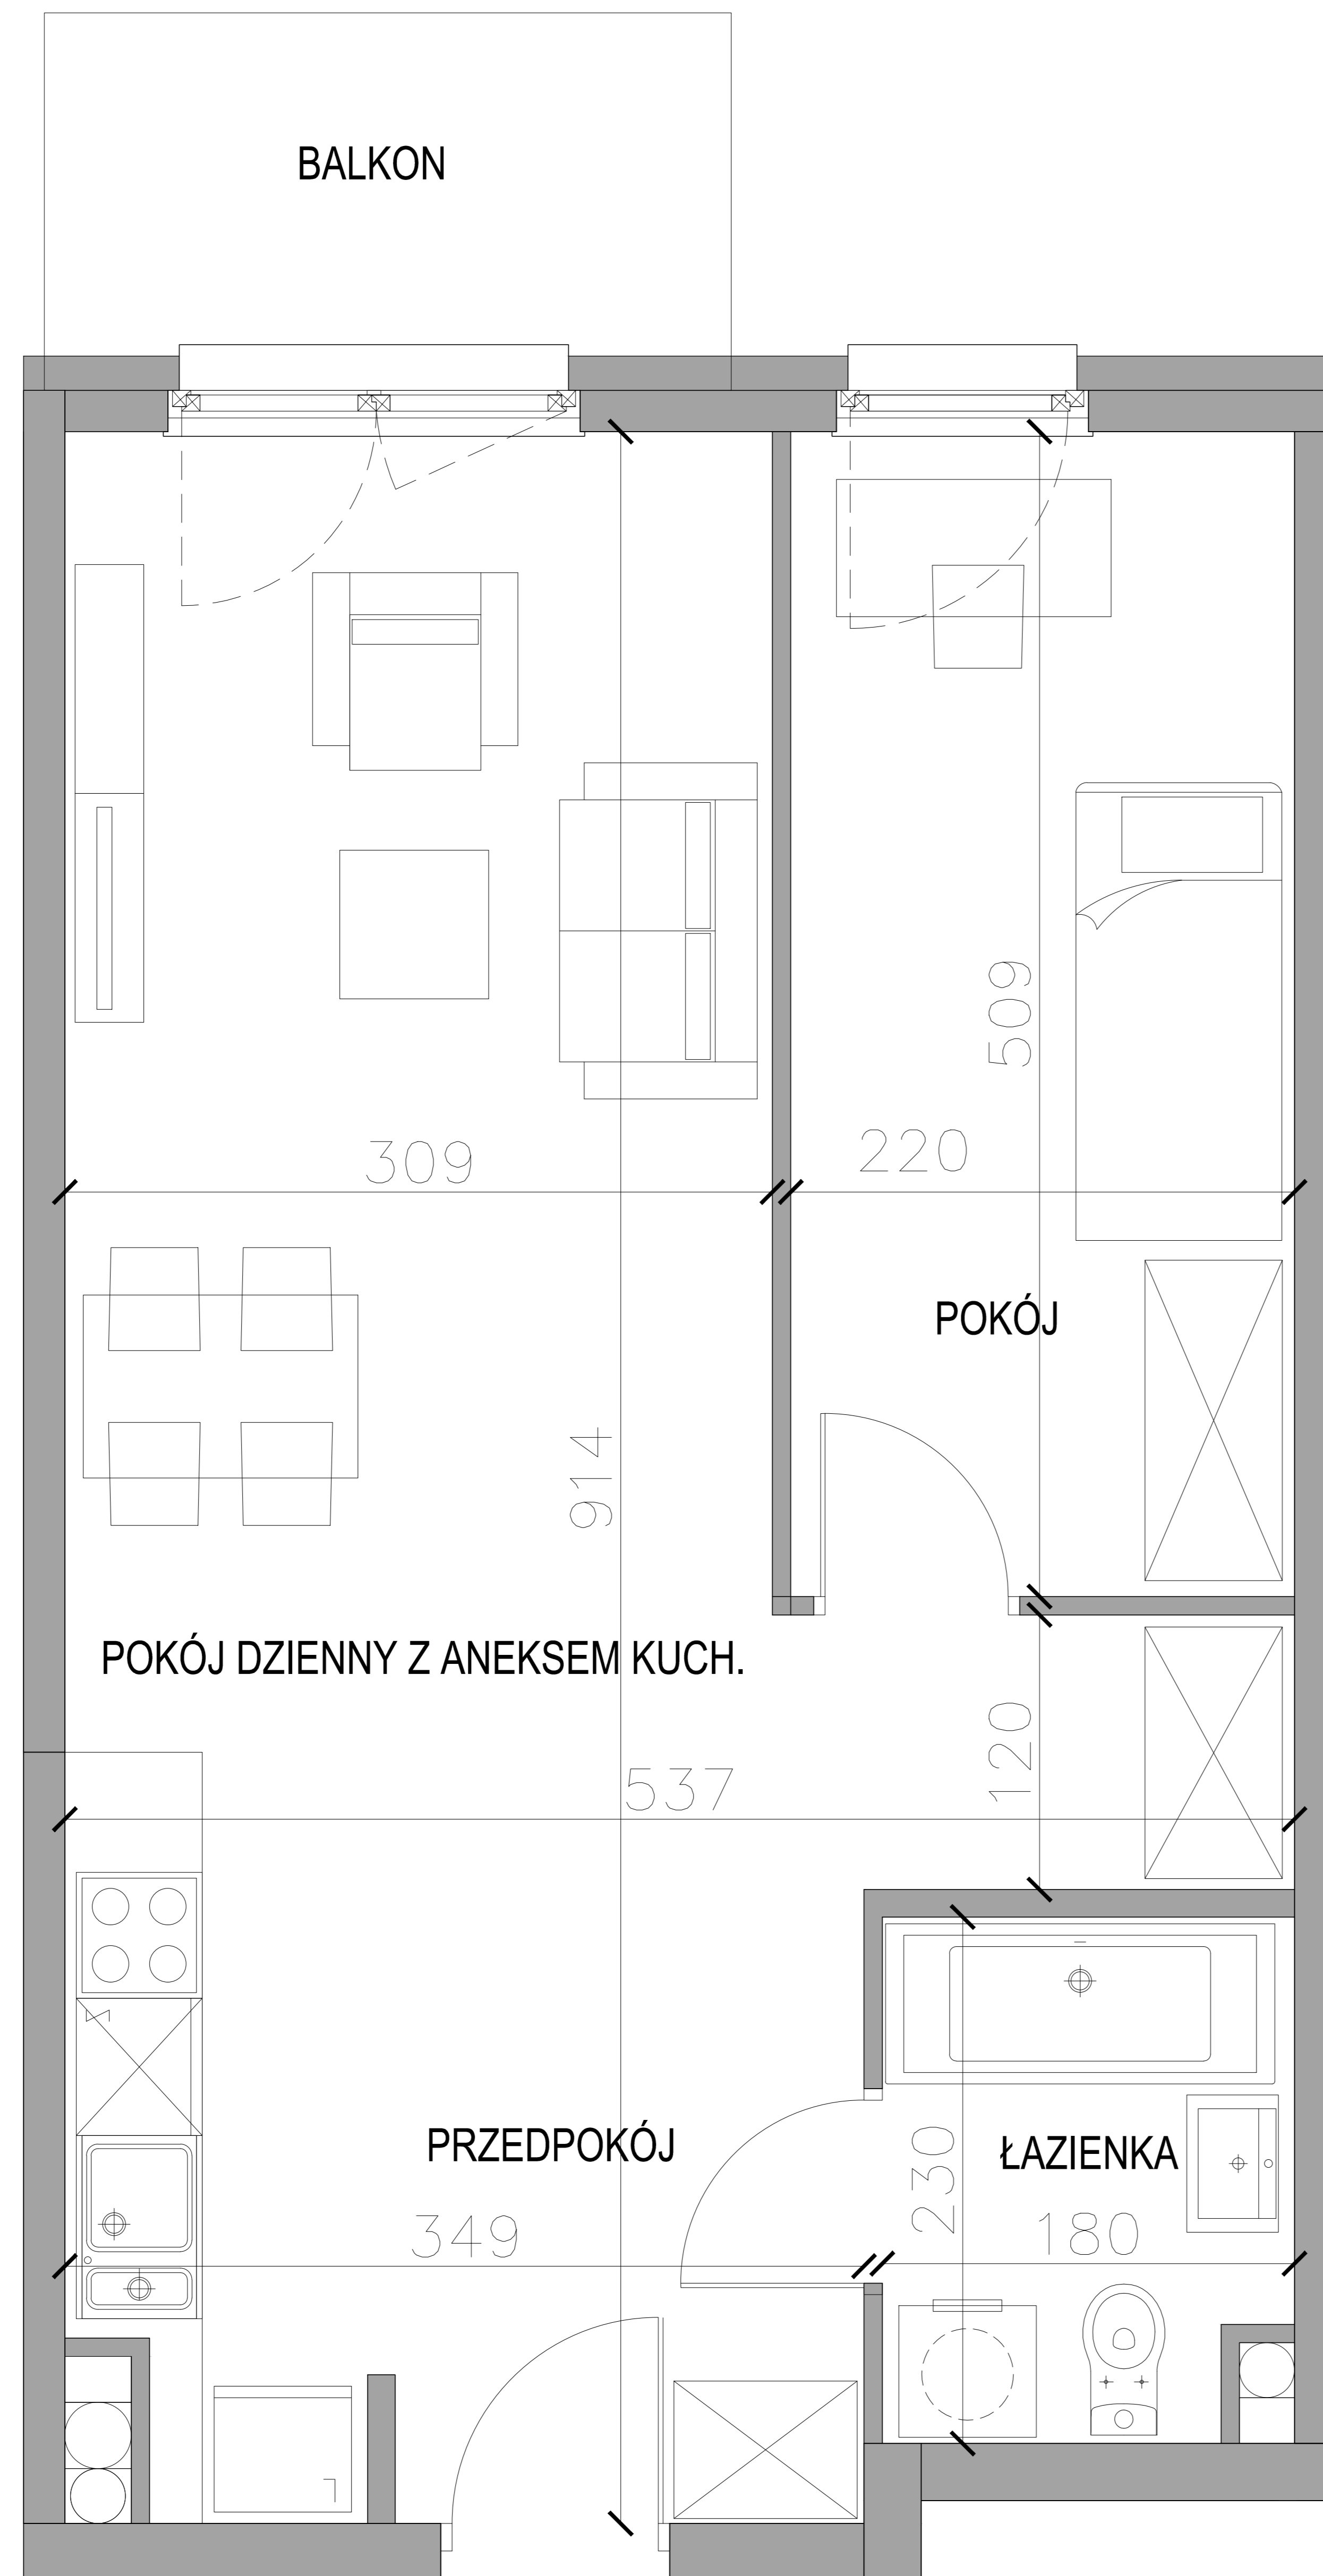 BALKON
509
309
220
POKÓJ
914
POKÓJ DZIENNY Z ANEKSEM KUCH.
120
537
PRZEDPOKÓJ
230
ŁAZIENKA
349
180